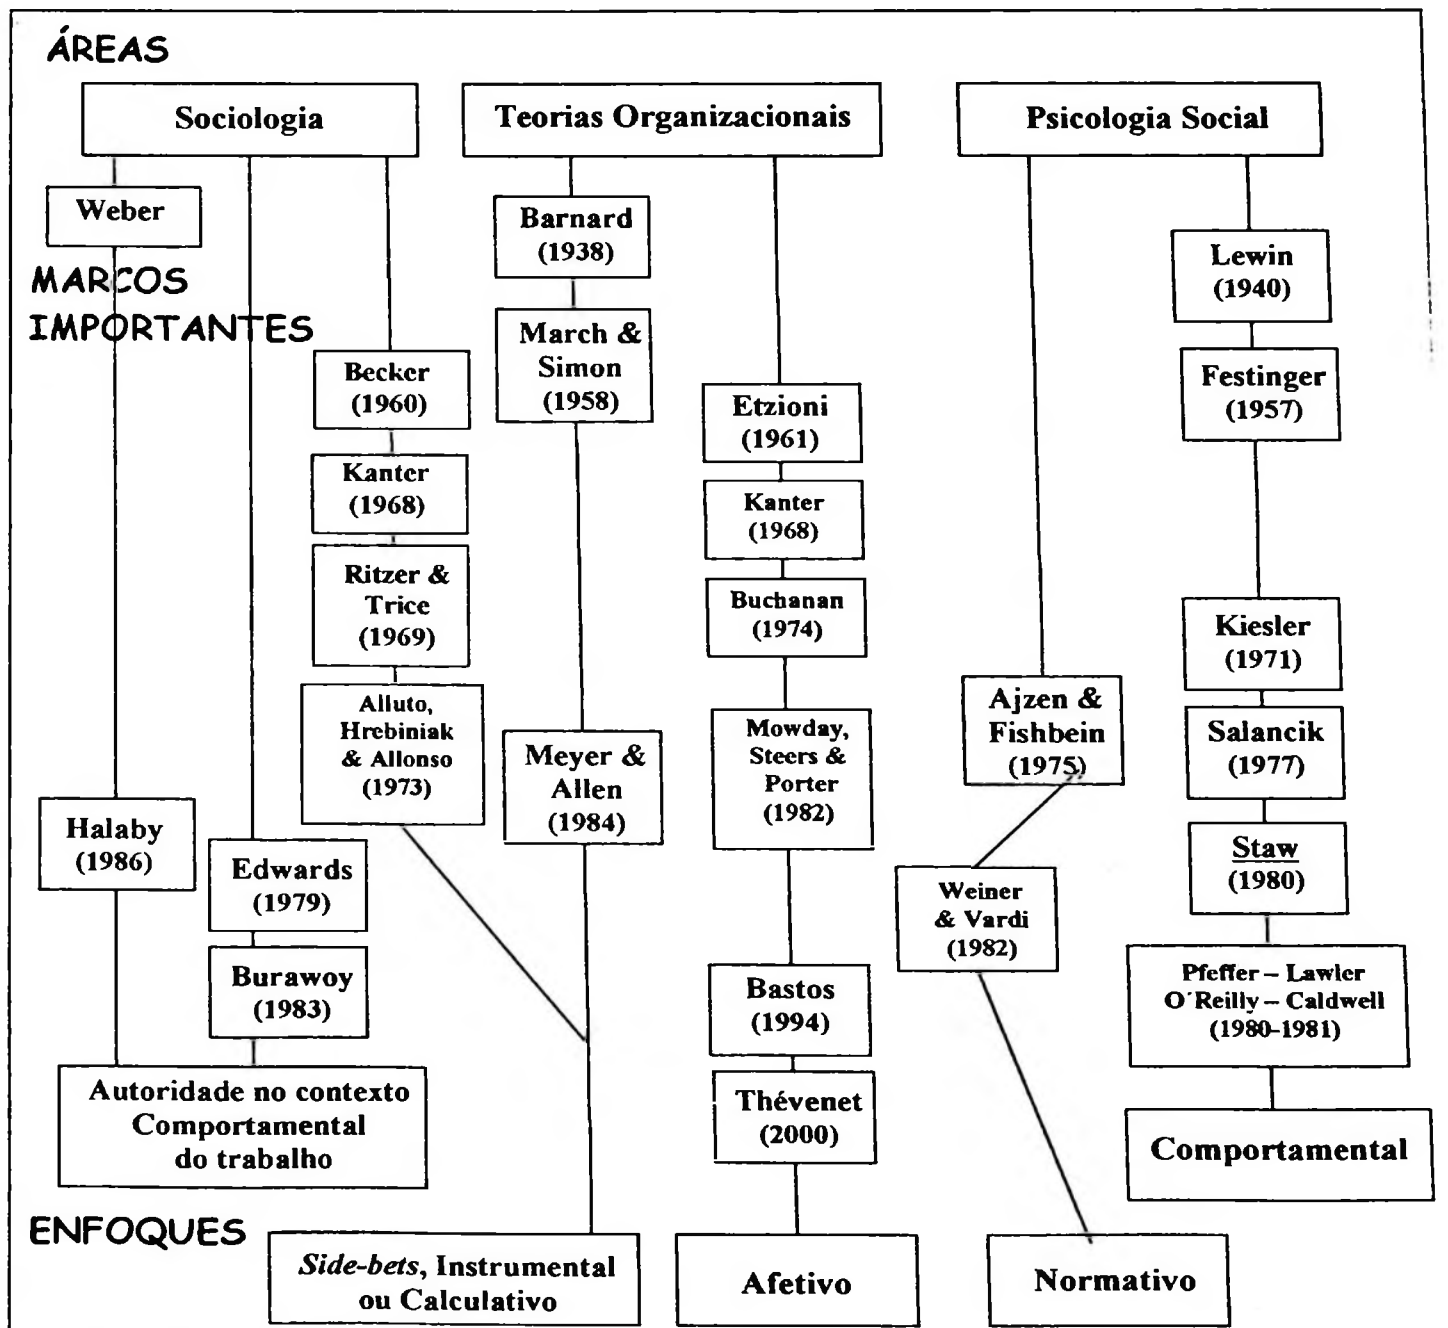 ÁREAS
Sociologia
Teorias Organizacionais
Psicologia Social
Weber
MARCOS
IMPORTANTES
Halaby
(1986)
Edwards
(1979)
Burawoy
(1983)
Autoridade no contexto
Comportamental
do trabalho
Becker
(1960)
Kanter
(1968)
Ritzer &
Trice
(1969)
Alluto,
Hrebiniak
& Allonso
(1973)
Barnard
(1938)
March &
Simon
(1958)
Meyer &
Allen
(1984)
Etzioni
(1961)
Kanter
(1968)
Buchanan
(1974)
Mowday,
Steers &
Porter
(1982)
Bastos
(1994)
Thévenet
(2000)
Ajzen &
Fishbein
(1975)
Weiner
& Vardi
(1982)
Lewin
(1940)
Festinger
(1957)
Kiesler
(1971)
Salancik
(1977)
Staw
(1980)
Pfeffer – Lawler
O´Reilly – Caldwell
(1980-1981)
Comportamental
ENFOQUES
Side-bets, Instrumental
ou Calculativo
Afetivo
Normativo